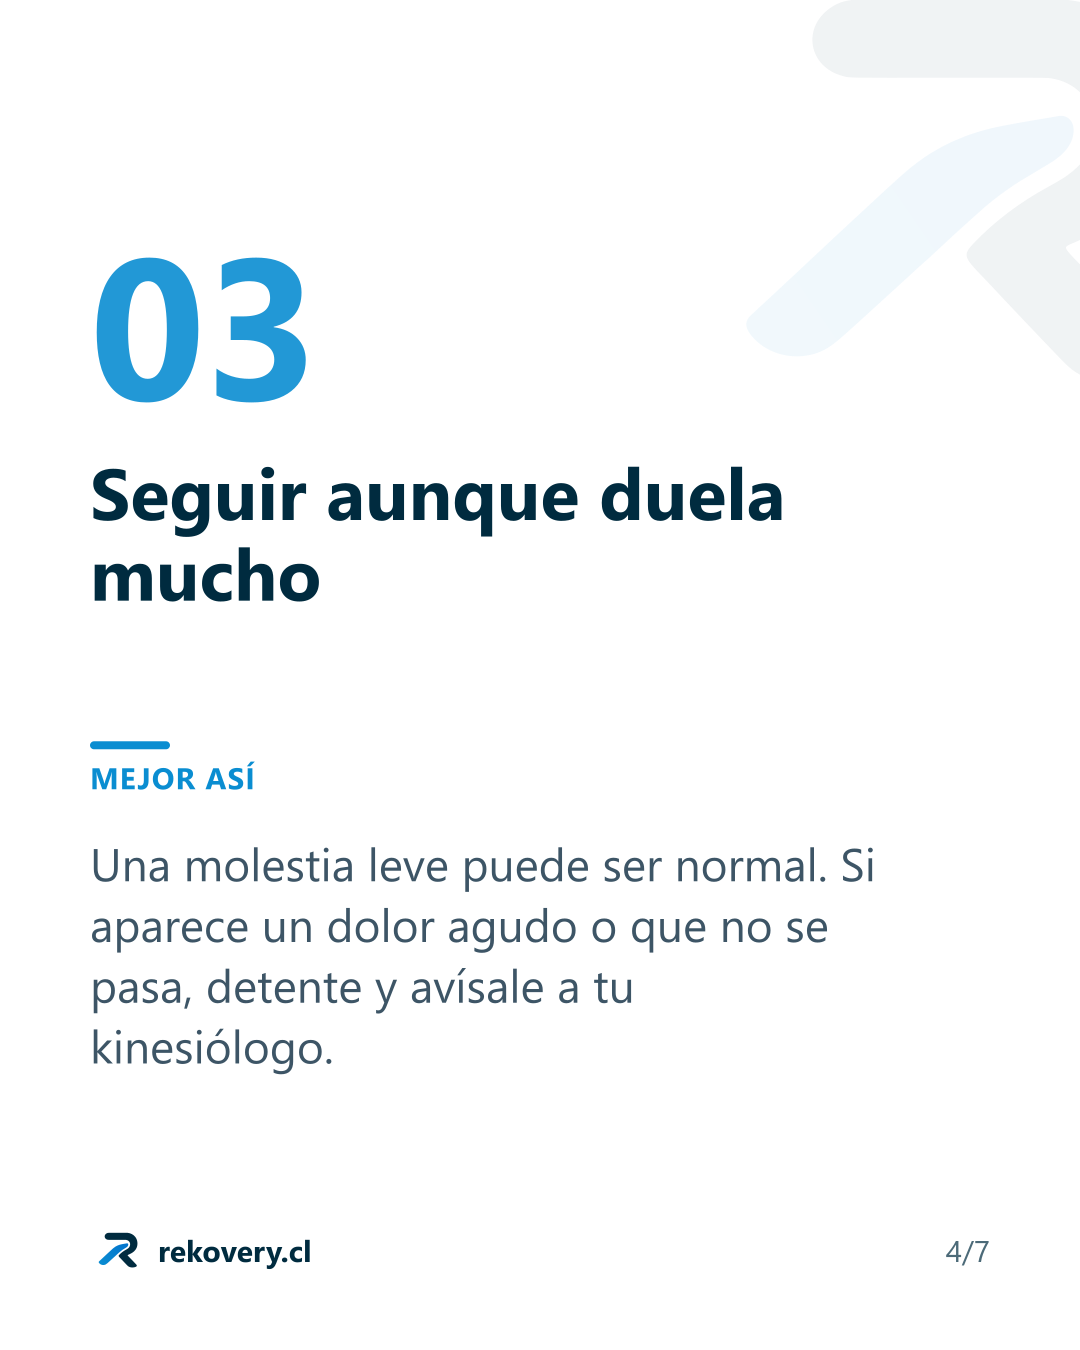 03
Seguir aunque duela
mucho
MEJOR ASÍ
Una molestia leve puede ser normal. Si
aparece un dolor agudo o que no se
pasa, detente y avísale a tu
kinesiólogo.
rekovery.cl
4/7